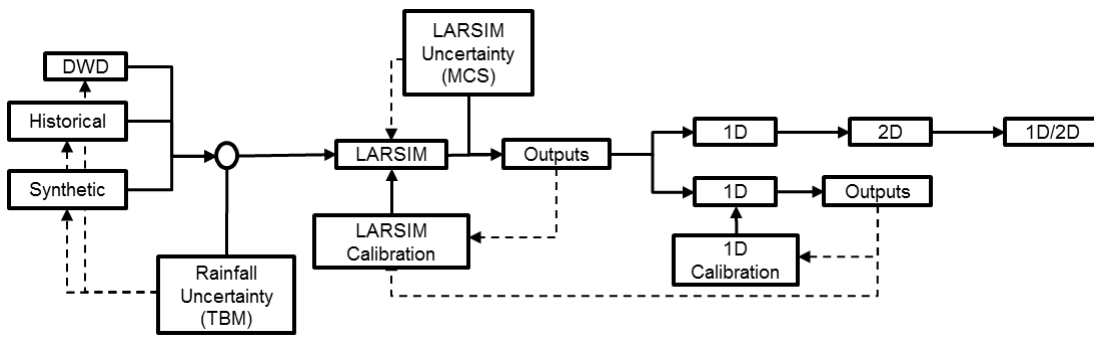 DWD
Historical
Synthetic
Rainfall
Uncertainty
(TBM)
LARSIM
Uncertainty
(MCS)
LARSIM
LARSIM
Calibration
Outputs
1D
2D
1D/2D
1D
Outputs
1D
Calibration